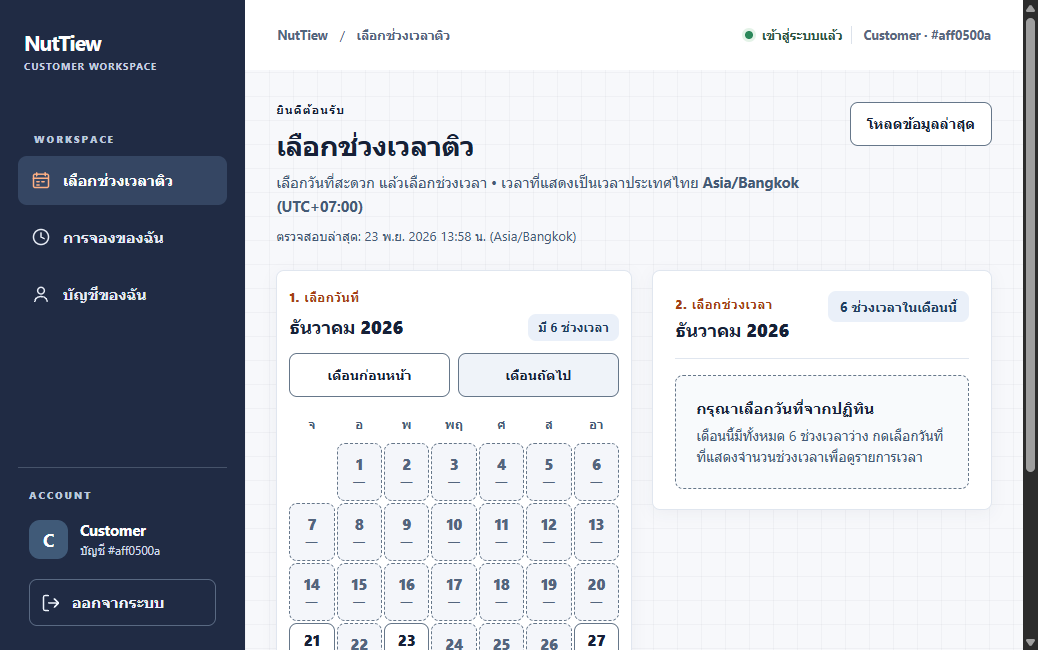 NutTiew
CUSTOMER WORKSPACE
WORKSPACE
เลือกช่วงเวลาติว
การจองของฉัน
บัญชีของฉัน
ACCOUNT
C
Customer
บัญชี #aff0500a
ออกจากระบบ
NutTiew / เลือกช่วงเวลาติว
เข้าสู่ระบบแล้ว
Customer · #aff0500a
ยินดีต้อนรับ
เลือกช่วงเวลาติว
เลือกวันที่สะดวก แล้วเลือกช่วงเวลา • เวลาที่แสดงเป็นเวลาประเทศไทย Asia/Bangkok
(UTC+07:00)
ตรวจสอบล่าสุด: 23 พ.ย. 2026 13:58 น. (Asia/Bangkok)
โหลดข้อมูลล่าสุด
1. เลือกวันที่
ธันวาคม 2026
มี 6 ช่วงเวลา
เดือนก่อนหน้า
เดือนถัดไป
จ อ พ พฤ ศ ส อา
1 2 3 4 5 6
— — — — — —
7 8 9 10 11 12 13
— — — — — — —
14 15 16 17 18 19 20
— — — — — — —
21 22 23 24 25 26 27
2. เลือกช่วงเวลา
ธันวาคม 2026
6 ช่วงเวลาในเดือนนี้
กรุณาเลือกวันที่จากปฏิทิน
เดือนนี้มีทั้งหมด 6 ช่วงเวลาว่าง กดเลือกวันที่
ที่แสดงจำนวนช่วงเวลาเพื่อดูรายการเวลา